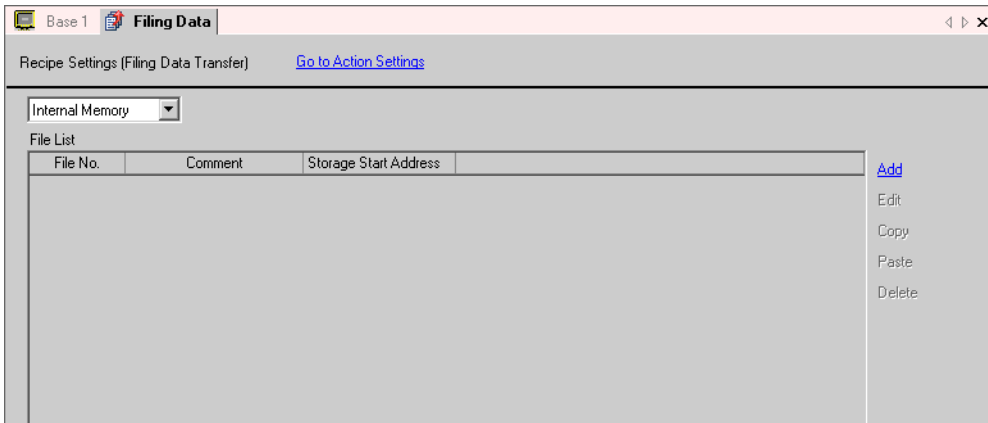 Base 1 Filing Data
Recipe Settings (Filing Data Transfer) Go to Action Settings
Internal Memory
File List
File No. Comment Storage Start Address
Add
Edit
Copy
Paste
Delete